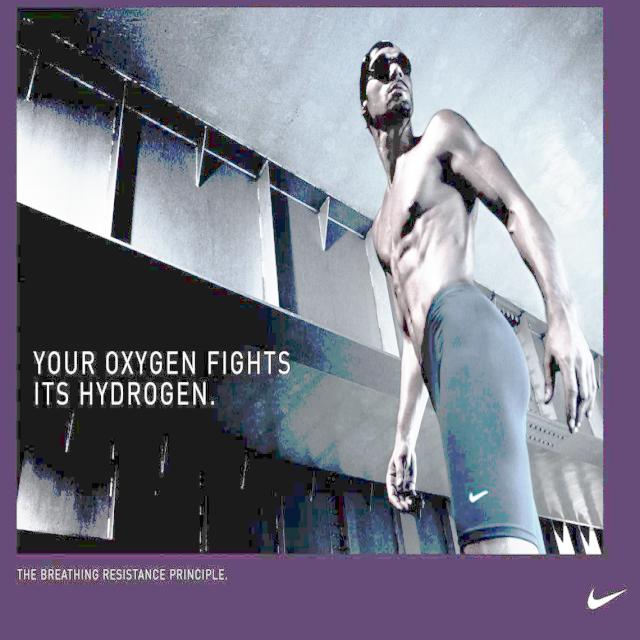 YOUR OXYGEN FIGHTS
ITS HYDROGEN.
THE BREATHING RESISTANCE PRINCIPLE.